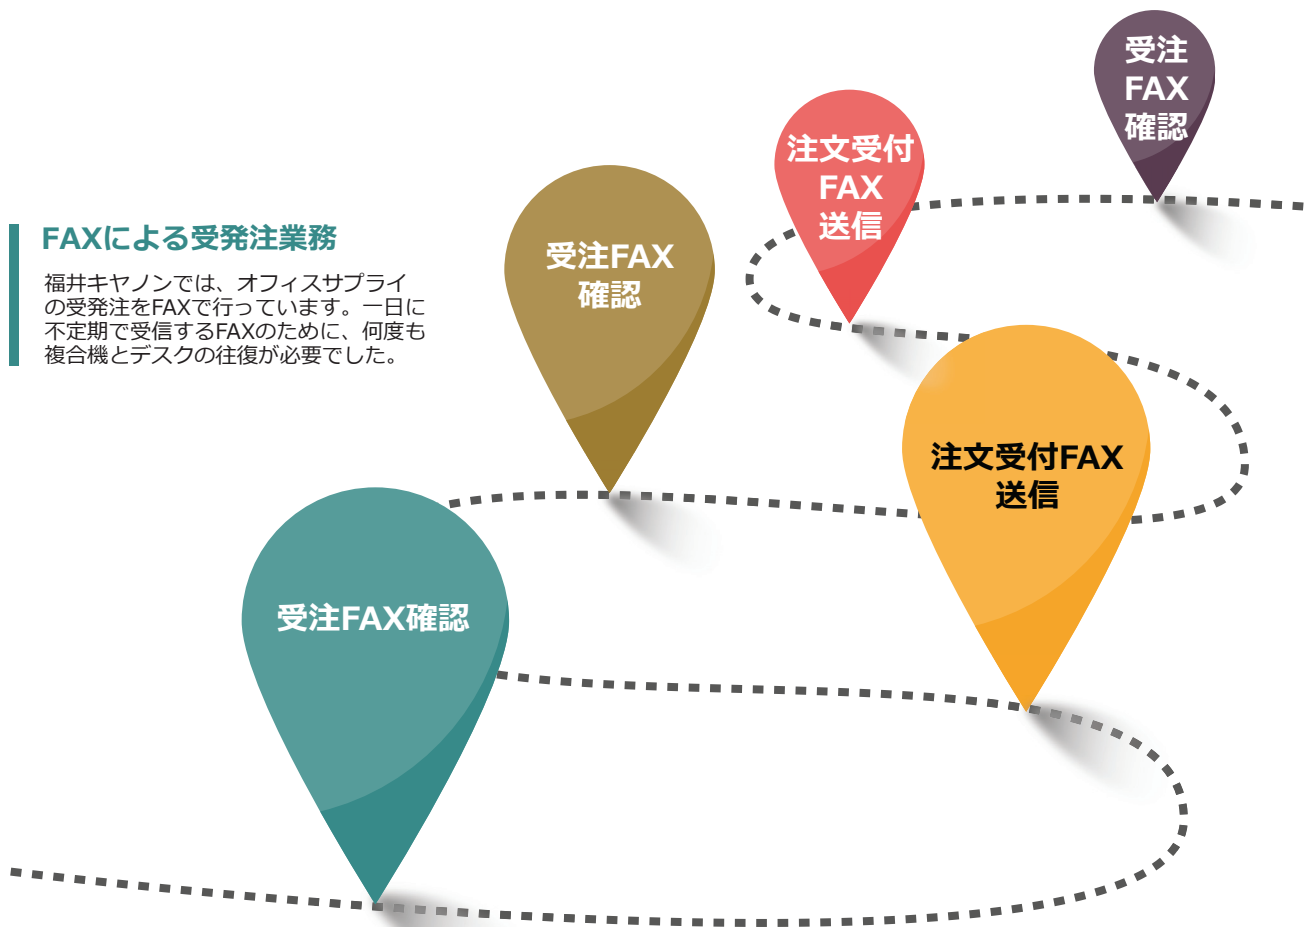 FAXによる受発注業務
福井キヤノンでは、オフィスサプライ
の受発注をFAXで行っています。一日に
不定期で受信するFAXのために、何度も
複合機とデスクの往復が必要でした。
受注
FAX
確認
注文受付
FAX
送信
受注FAX
確認
注文受付FAX
送信
受注FAX確認